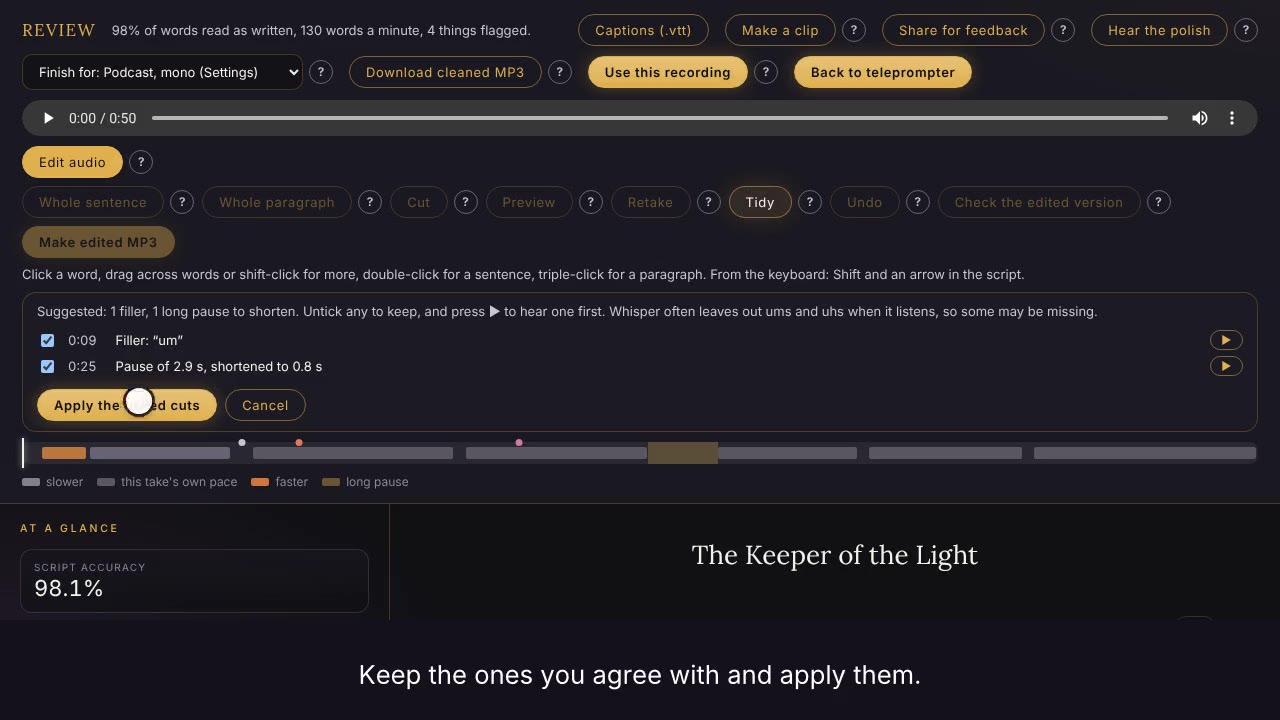 REVIEW 98% of words read as written, 130 words a minute, 4 things flagged. Captions (.vtt) Make a clip ? Share for feedback ? Hear the polish ?
Finish for: Podcast, mono (Settings) ? Download cleaned MP3 ? Use this recording ? Back to teleprompter
0:00 / 0:50
Edit audio ?
Whole sentence ? Whole paragraph ? Cut ? Preview ? Retake ? Tidy ? Undo ? Check the edited version ?
Make edited MP3
Click a word, drag across words or shift-click for more, double-click for a sentence, triple-click for a paragraph. From the keyboard: Shift and an arrow in the script.
Suggested: 1 filler, 1 long pause to shorten. Untick any to keep, and press ▶ to hear one first. Whisper often leaves out ums and uhs when it listens, so some may be missing.
0:09 Filler: “um”
0:25 Pause of 2.9 s, shortened to 0.8 s
Apply the cuts Cancel
slower this take's own pace faster long pause
AT A GLANCE
The Keeper of the Light
SCRIPT ACCURACY
98.1%
Keep the ones you agree with and apply them.